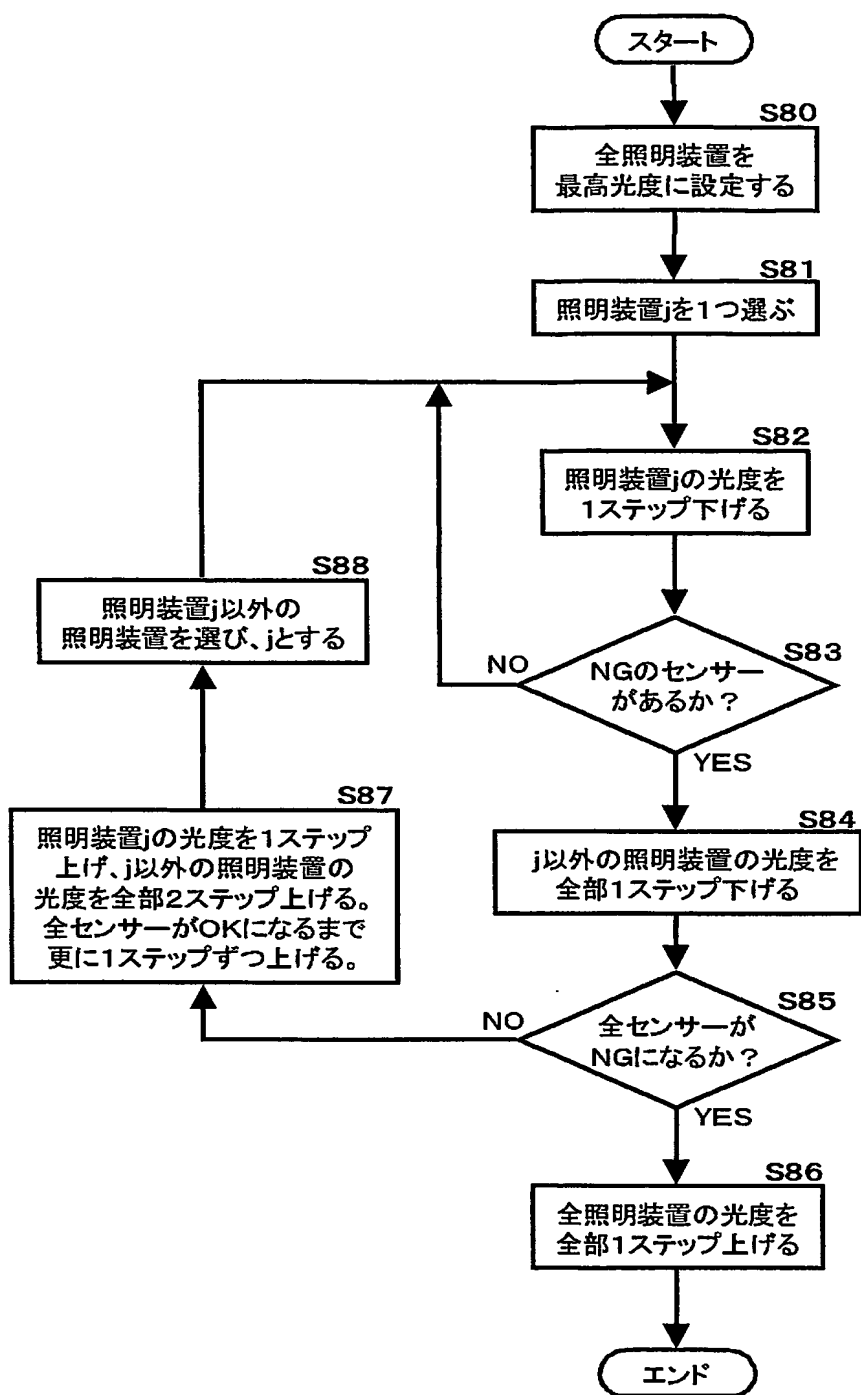 スタート
S80
全照明装置を
最高光度に設定する
S81
照明装置jを1つ選ぶ
S82
照明装置jの光度を
1ステップ下げる
S83
NGのセンサー
があるか？
NO
YES
S84
j以外の照明装置の光度を
全部1ステップ下げる
S85
全センサーが
NGになるか？
NO
YES
S86
全照明装置の光度を
全部1ステップ上げる
エンド
S87
照明装置jの光度を1ステップ
上げ、j以外の照明装置の
光度を全部2ステップ上げる。
全センサーがOKになるまで
更に1ステップずつ上げる。
S88
照明装置j以外の
照明装置を選び、jとする